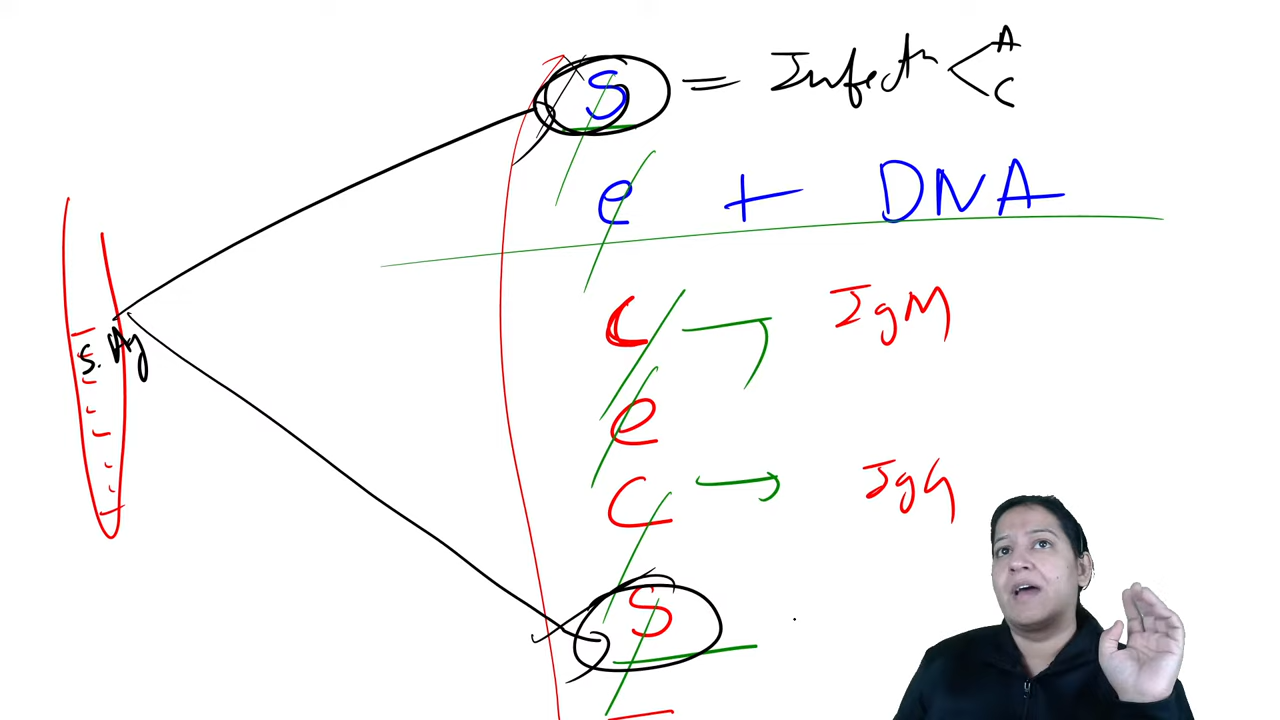 S = Infectn < A
C
e + DNA
C → IgM
e
C → IgG
S
S. Ag